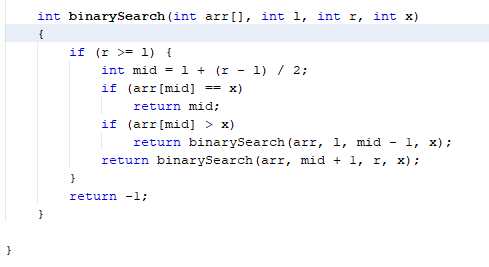 int binarySearch(int arr[], int l, int r, int x)
{
if (r >= l) {
int mid = l + (r - l) / 2;
if (arr[mid] == x)
return mid;
if (arr[mid] > x)
return binarySearch(arr, l, mid - 1, x);
return binarySearch(arr, mid + 1, r, x);
}
return -1;
}
}